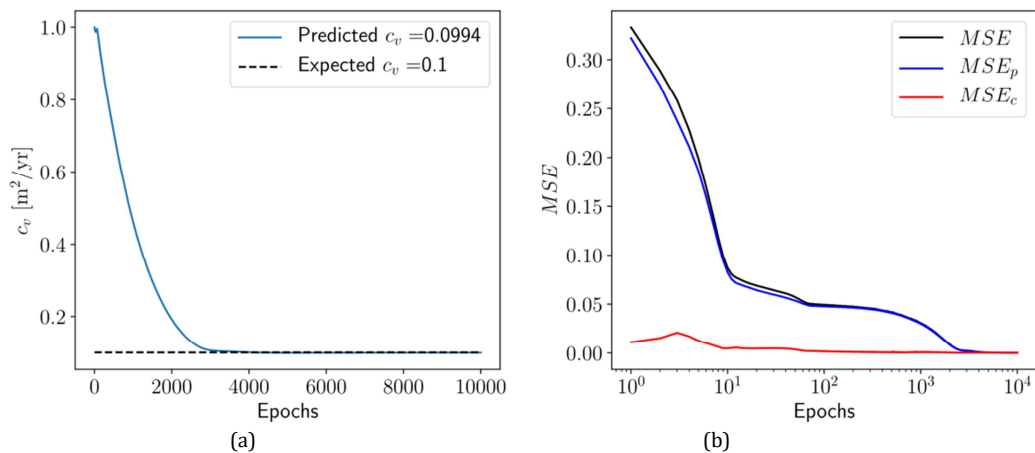 1.0
0.8
0.6
0.4
0.2
0
2000
4000
6000
8000
10000
c_v [m²/yr]
Epochs
Predicted c_v =0.0994
Expected c_v =0.1
(a)
0.30
0.25
0.20
0.15
0.10
0.05
0.00
10⁰
10¹
10²
10³
10⁴
MSE
Epochs
MSE
MSE_p
MSE_c
(b)